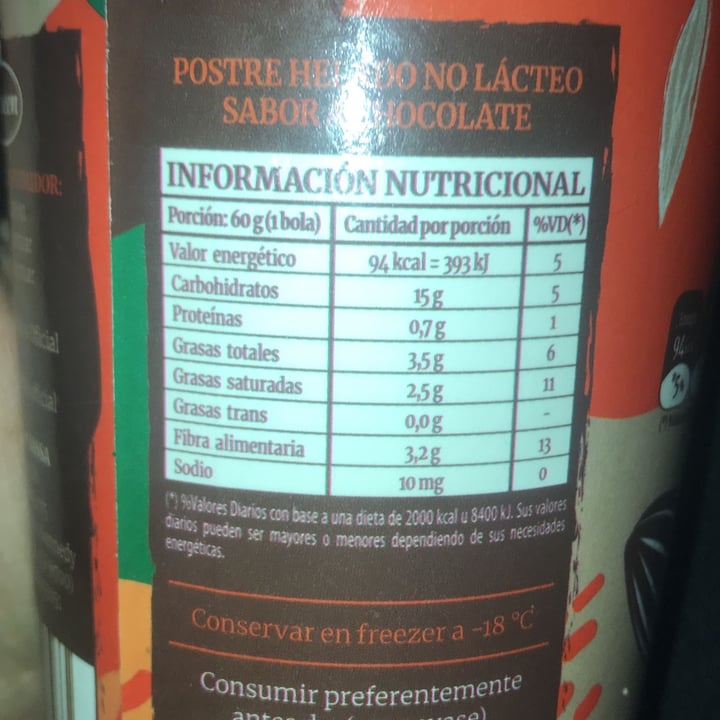 POSTRE HELADO NO LÁCTEO
SABOR CHOCOLATE
INFORMACIÓN NUTRICIONAL
Porción: 60 g (1 bola) Cantidad por porción %VD(*)
Valor energético 94 kcal = 393 kJ 5
Carbohidratos 15 g 5
Proteínas 0,7 g 1
Grasas totales 3,5 g 6
Grasas saturadas 2,5 g 11
Grasas trans 0,0 g -
Fibra alimentaria 3,2 g 13
Sodio 10 mg 0
(*) %Valores Diarios con base a una dieta de 2000 kcal u 8400 kJ. Sus valores
diarios pueden ser mayores o menores dependiendo de sus necesidades
energéticas.
Conservar en freezer a -18 °C
Consumir preferentemente